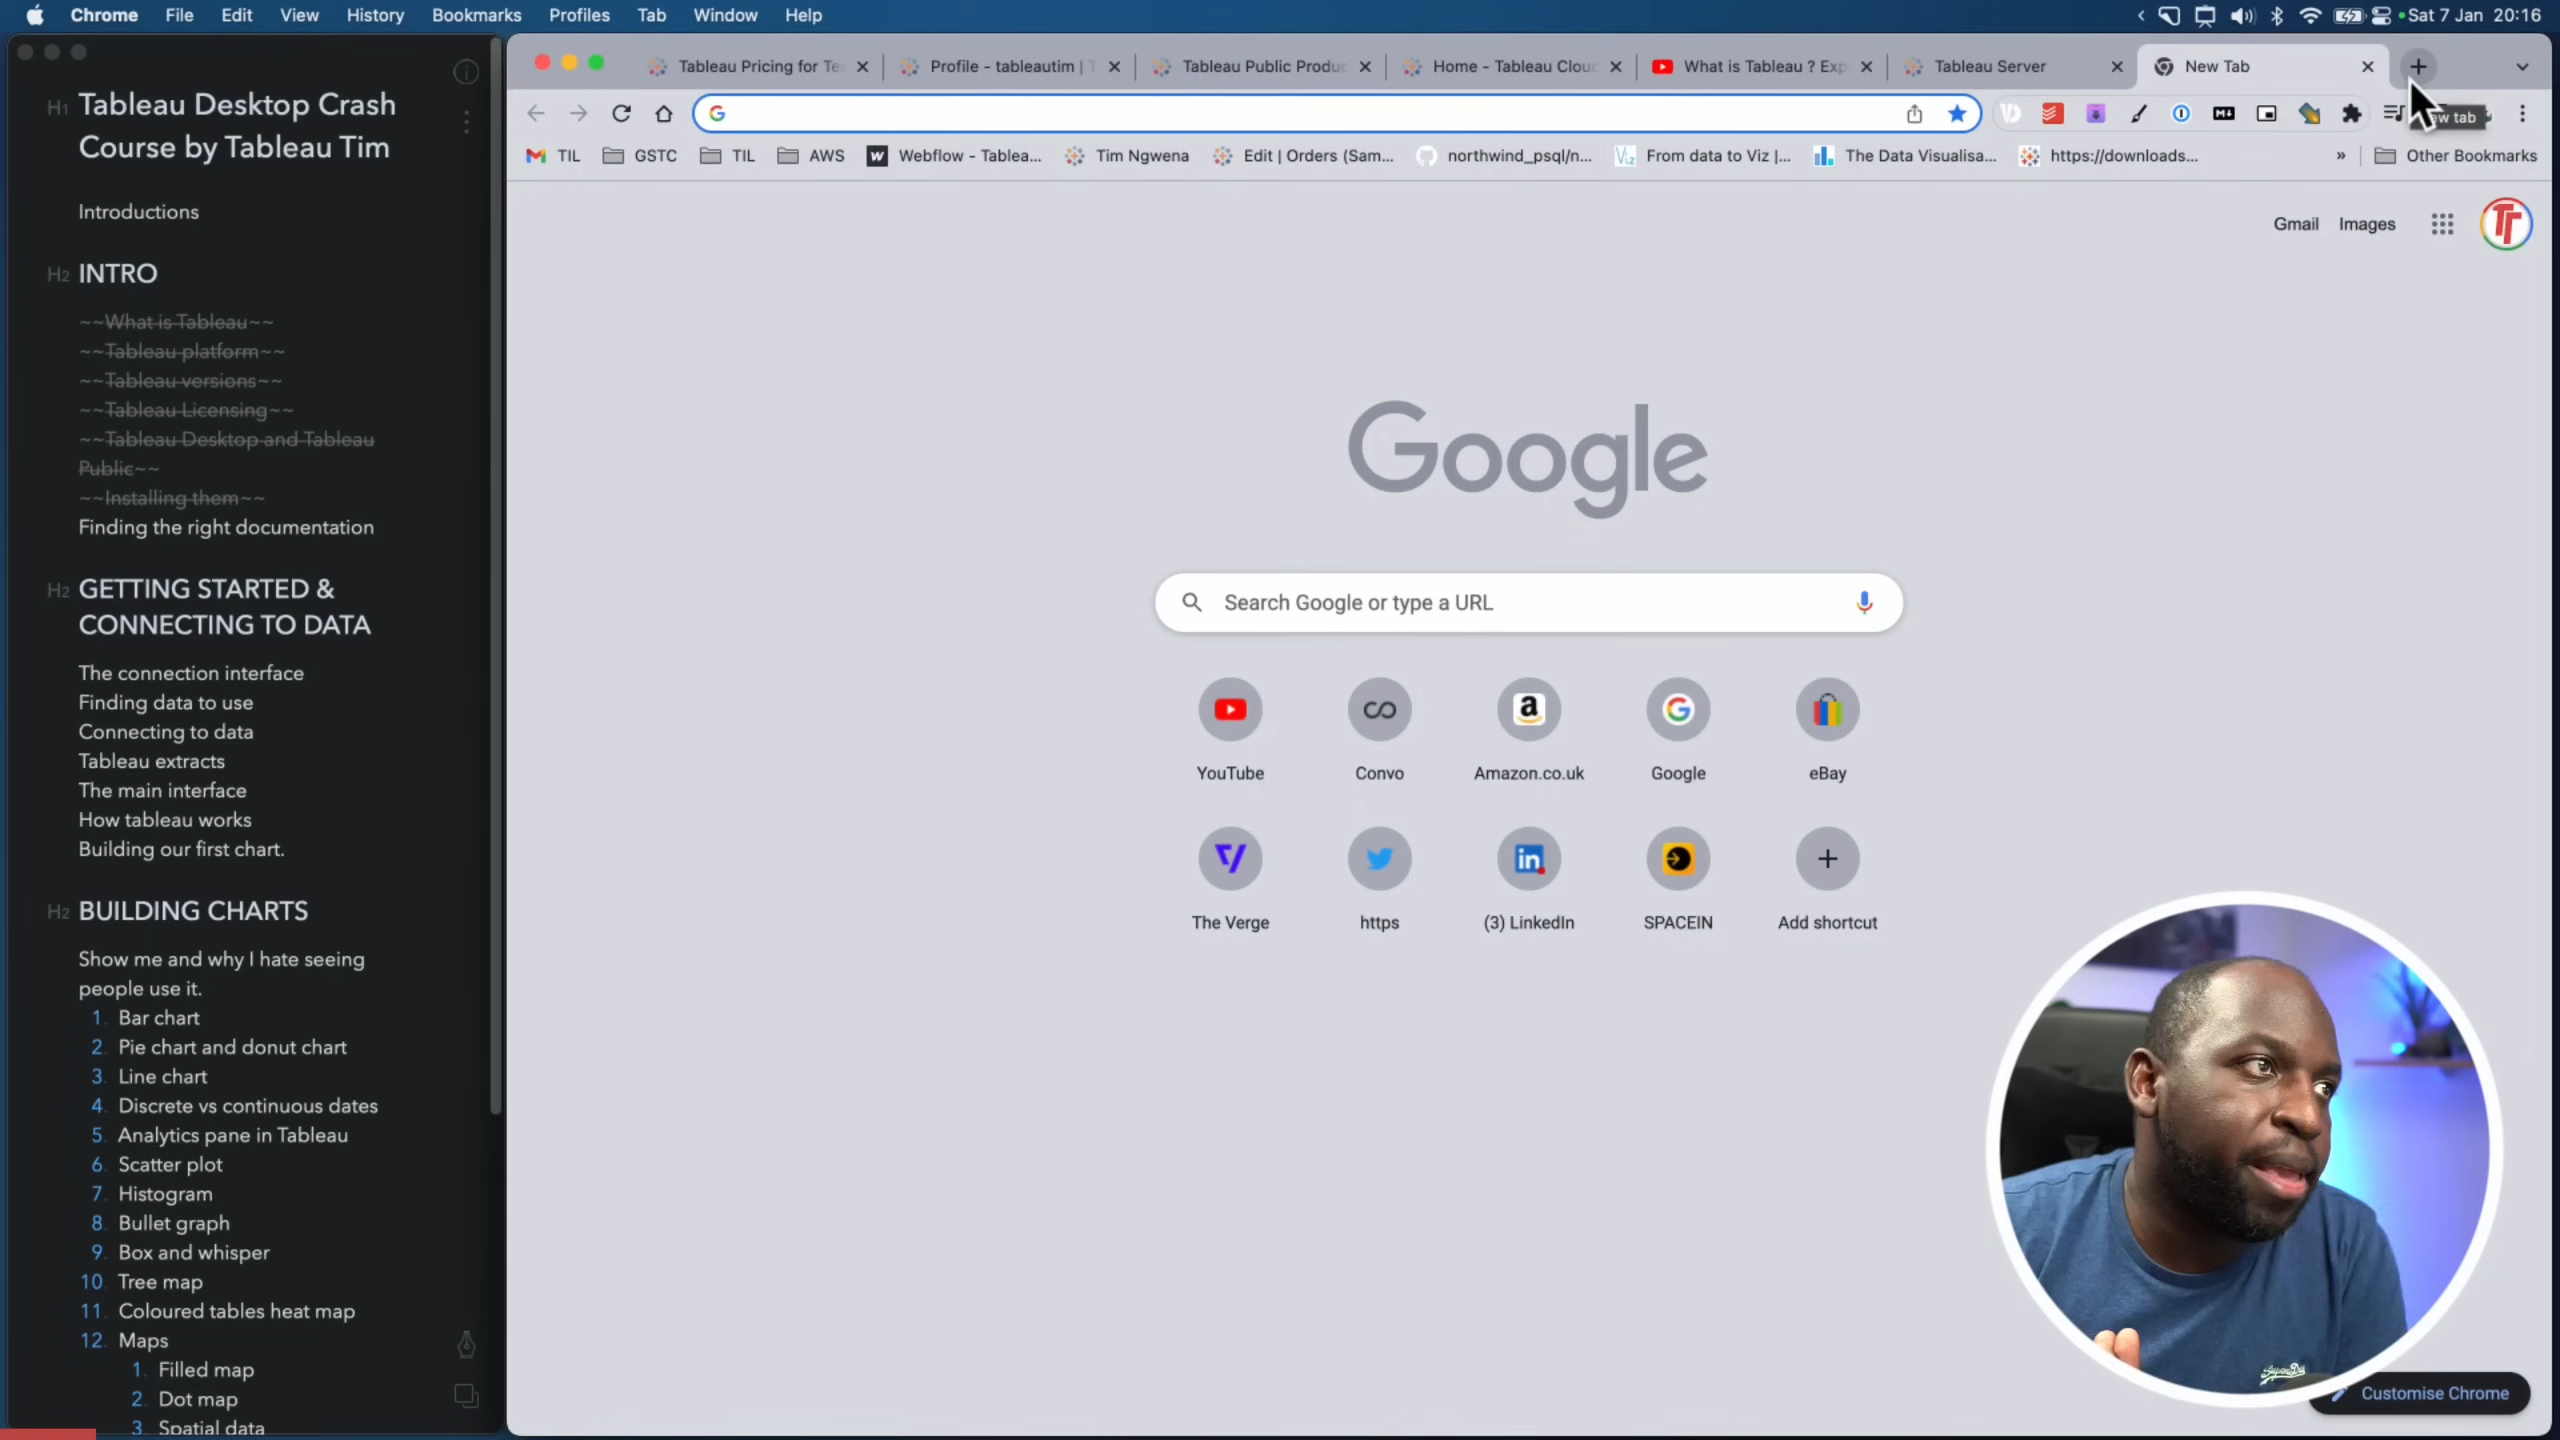 Chrome File Edit View History Bookmarks Profiles Tab Window Help
Sat 7 Jan 20:16
H1 Tableau Desktop Crash
Course by Tableau Tim
Introductions
H2 INTRO
~~What is Tableau~~
~~Tableau platform~~
~~Tableau versions~~
~~Tableau Licensing~~
~~Tableau Desktop and Tableau
Public~~
~~Installing them~~
Finding the right documentation
H2 GETTING STARTED &
CONNECTING TO DATA
The connection interface
Finding data to use
Connecting to data
Tableau extracts
The main interface
How tableau works
Building our first chart.
H2 BUILDING CHARTS
Show me and why I hate seeing
people use it.
1. Bar chart
2. Pie chart and donut chart
3. Line chart
4. Discrete vs continuous dates
5. Analytics pane in Tableau
6. Scatter plot
7. Histogram
8. Bullet graph
9. Box and whisper
10. Tree map
11. Coloured tables heat map
12. Maps
1. Filled map
2. Dot map
3. Spatial data
Tableau Pricing for Te
Profile - tableautim | T
Tableau Public Produc
Home - Tableau Cloud
What is Tableau ? Exp
Tableau Server
New Tab
tab
TIL GSTC TIL AWS Webflow - Tablea... Tim Ngwena Edit | Orders (Sam... northwind_psql/n... From data to Viz |... The Data Visualisa... https://downloads... » Other Bookmarks
Gmail Images
Google
Search Google or type a URL
YouTube Convo Amazon.co.uk Google eBay
The Verge https (3) LinkedIn SPACEIN Add shortcut
Customise Chrome